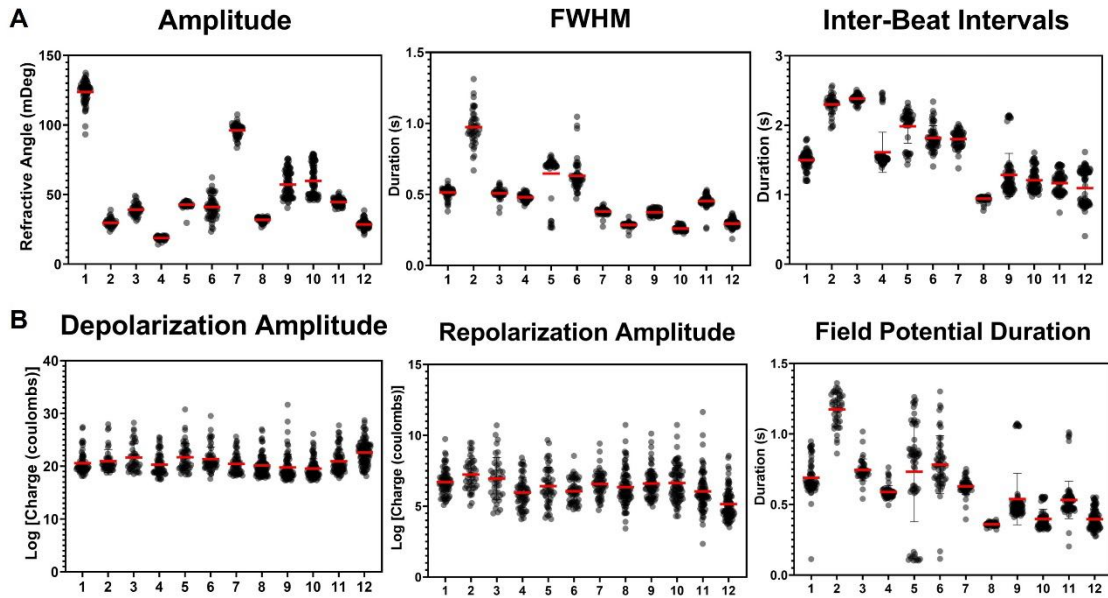 A
Amplitude
FWHM
Inter-Beat Intervals
Refractive Angle (mDeg)
150
100
50
0
1 2 3 4 5 6 7 8 9 10 11 12
Duration (s)
1.5
1.0
0.5
0.0
1 2 3 4 5 6 7 8 9 10 11 12
Duration (s)
3
2
1
0
1 2 3 4 5 6 7 8 9 10 11 12
B
Depolarization Amplitude
Repolarization Amplitude
Field Potential Duration
Log [Charge (coulombs)]
40
30
20
10
0
1 2 3 4 5 6 7 8 9 10 11 12
Log [Charge (coulombs)]
15
10
5
0
1 2 3 4 5 6 7 8 9 10 11 12
Duration (s)
1.5
1.0
0.5
0.0
1 2 3 4 5 6 7 8 9 10 11 12